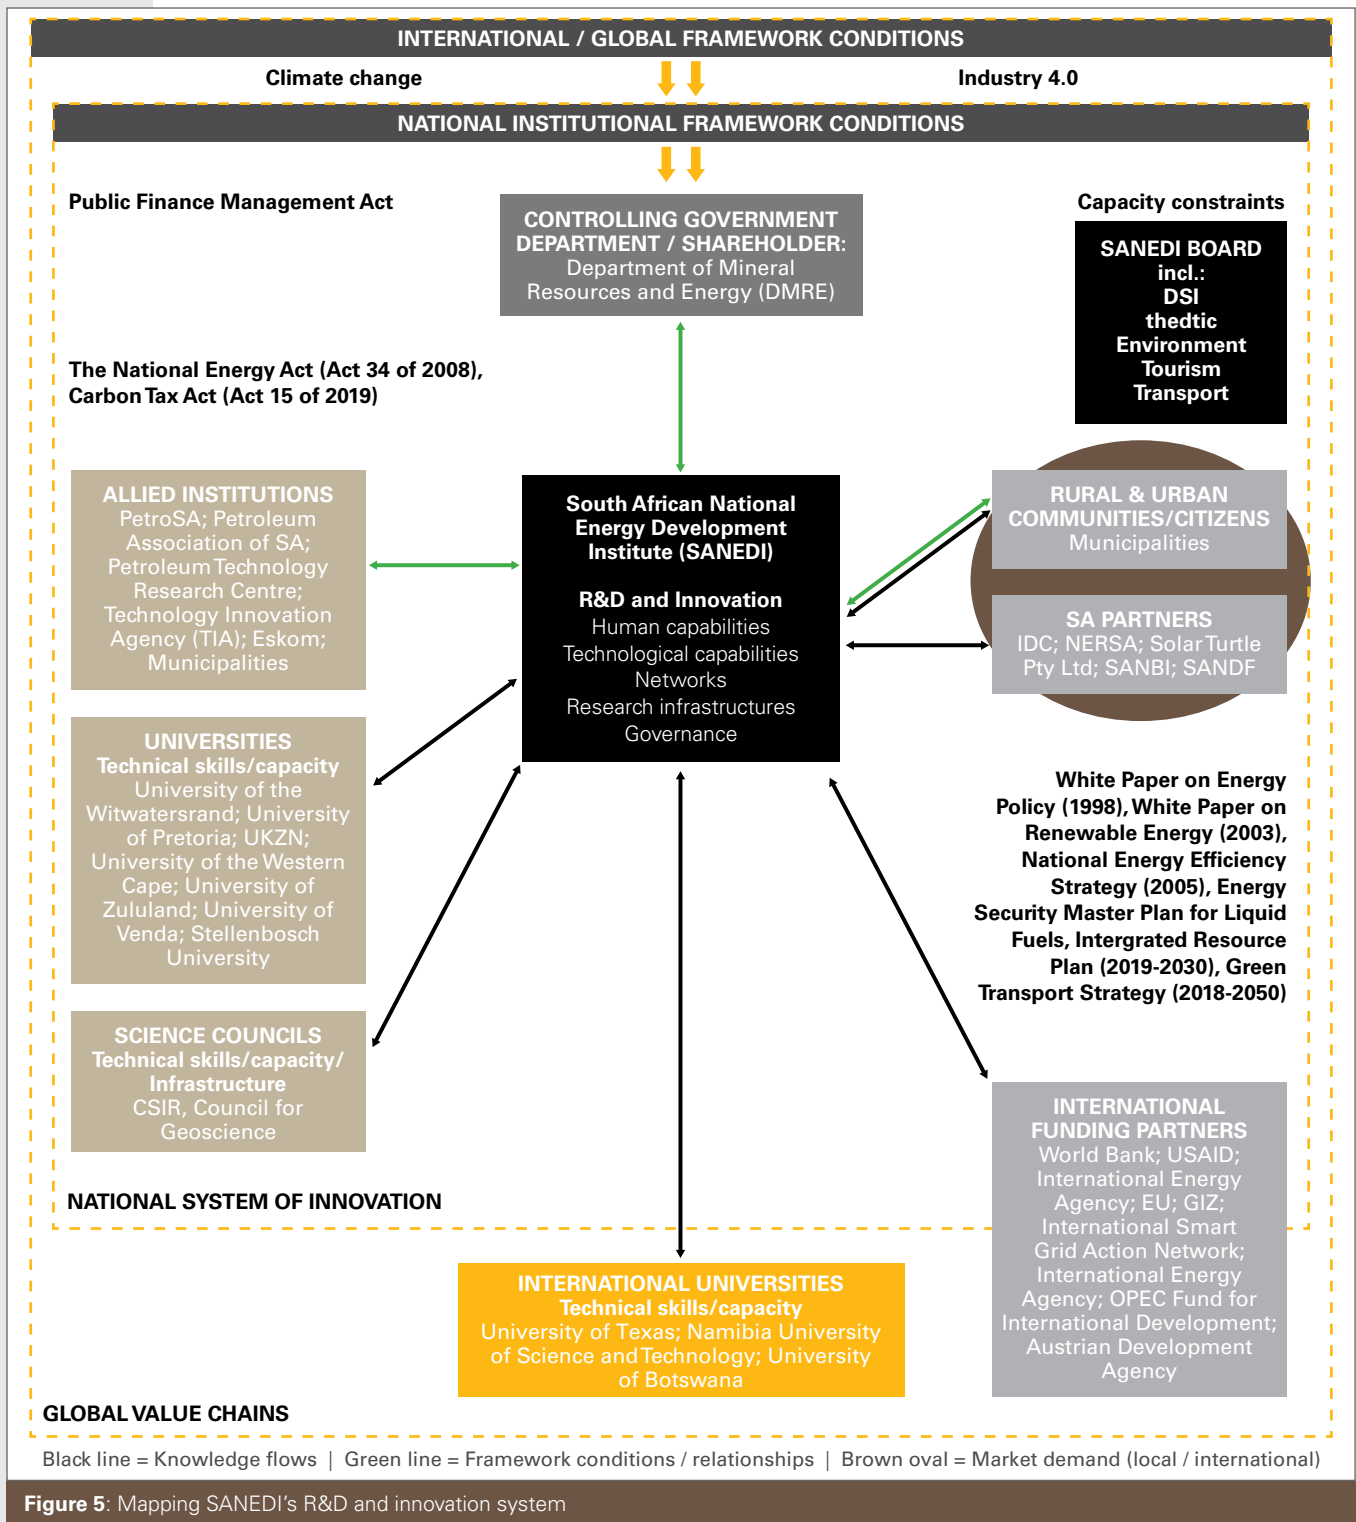 INTERNATIONAL / GLOBAL FRAMEWORK CONDITIONS
Climate change
Industry 4.0
NATIONAL INSTITUTIONAL FRAMEWORK CONDITIONS
Public Finance Management Act
CONTROLLING GOVERNMENT
DEPARTMENT / SHAREHOLDER:
Department of Mineral
Resources and Energy (DMRE)
Capacity constraints
SANEDI BOARD
incl.:
DSI
thedtic
Environment
Tourism
Transport
The National Energy Act (Act 34 of 2008),
Carbon Tax Act (Act 15 of 2019)
ALLIED INSTITUTIONS
PetroSA; Petroleum
Association of SA;
Petroleum Technology
Research Centre;
Technology Innovation
Agency (TIA); Eskom;
Municipalities
South African National
Energy Development
Institute (SANEDI)
R&D and Innovation
Human capabilities
Technological capabilities
Networks
Research infrastructures
Governance
RURAL & URBAN
COMMUNITIES/CITIZENS
Municipalities
SA PARTNERS
IDC; NERSA; Solar Turtle
Pty Ltd; SANBI; SANDF
UNIVERSITIES
Technical skills/capacity
University of the
Witwatersrand; University
of Pretoria; UKZN;
University of the Western
Cape; University of
Zululand; University of
Venda; Stellenbosch
University
White Paper on Energy
Policy (1998), White Paper on
Renewable Energy (2003),
National Energy Efficiency
Strategy (2005), Energy
Security Master Plan for Liquid
Fuels, Intergrated Resource
Plan (2019-2030), Green
Transport Strategy (2018-2050)
SCIENCE COUNCILS
Technical skills/capacity/
Infrastructure
CSIR, Council for
Geoscience
NATIONAL SYSTEM OF INNOVATION
INTERNATIONAL
FUNDING PARTNERS
World Bank; USAID;
International Energy
Agency; EU; GIZ;
International Smart
Grid Action Network;
International Energy
Agency; OPEC Fund for
International Development;
Austrian Development
Agency
INTERNATIONAL UNIVERSITIES
Technical skills/capacity
University of Texas; Namibia University
of Science and Technology; University
of Botswana
GLOBAL VALUE CHAINS
Black line = Knowledge flows | Green line = Framework conditions / relationships | Brown oval = Market demand (local / international)
Figure 5: Mapping SANEDI's R&D and innovation system